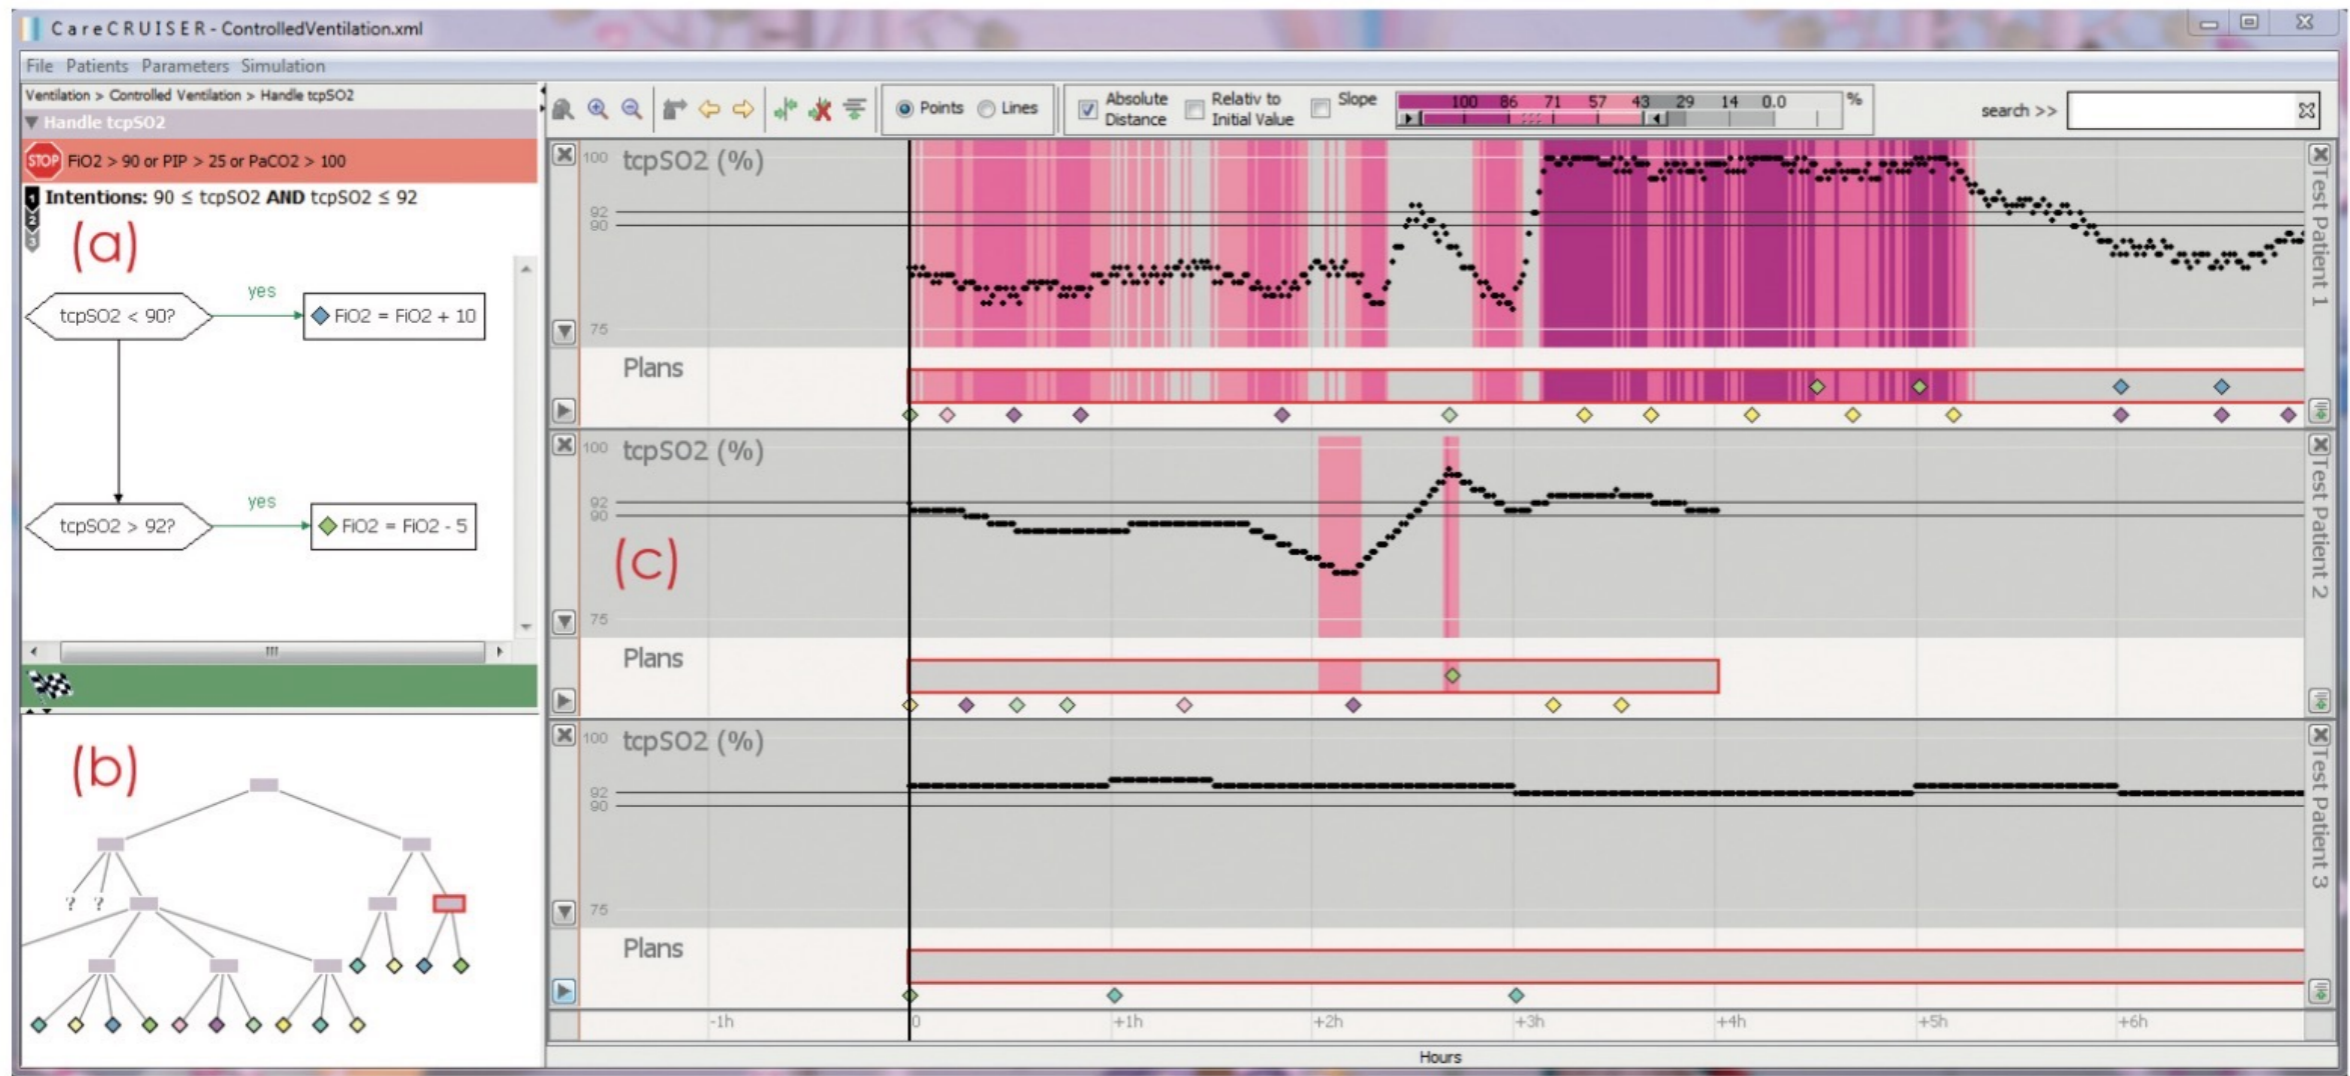 CareCRUISER - ControlledVentilation.xml
File Patients Parameters Simulation
Ventilation > Controlled Ventilation > Handle tcpSO2
Handle tcpSO2
STOP FiO2 > 90 or PIP > 25 or PaCO2 > 100
1 Intentions: 90 ≤ tcpSO2 AND tcpSO2 ≤ 92
2
3
(a)
tcpSO2 < 90?
yes
FiO2 = FiO2 + 10
tcpSO2 > 92?
yes
FiO2 = FiO2 - 5
(b)
? ?
Points Lines
Absolute Distance
Relativ to Initial Value
Slope
100 86 71 57 43 29 14 0.0 %
search >>
100 tcpSO2 (%)
92
90
75
Plans
Test Patient 1
100 tcpSO2 (%)
92
90
(c)
75
Plans
Test Patient 2
100 tcpSO2 (%)
92
90
75
Plans
Test Patient 3
-1h 0 +1h +2h +3h +4h +5h +6h
Hours